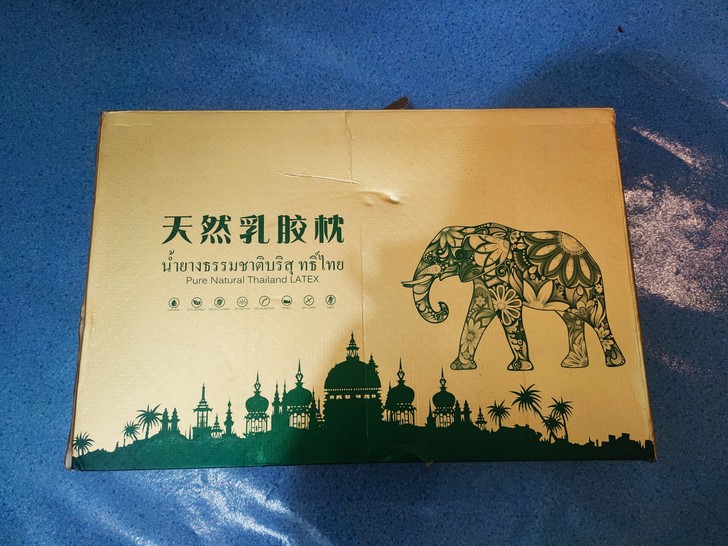 天然乳胶枕
น้ำยางธรรมชาติบริสุ ทธิ์ไทย
Pure Natural Thailand LATEX